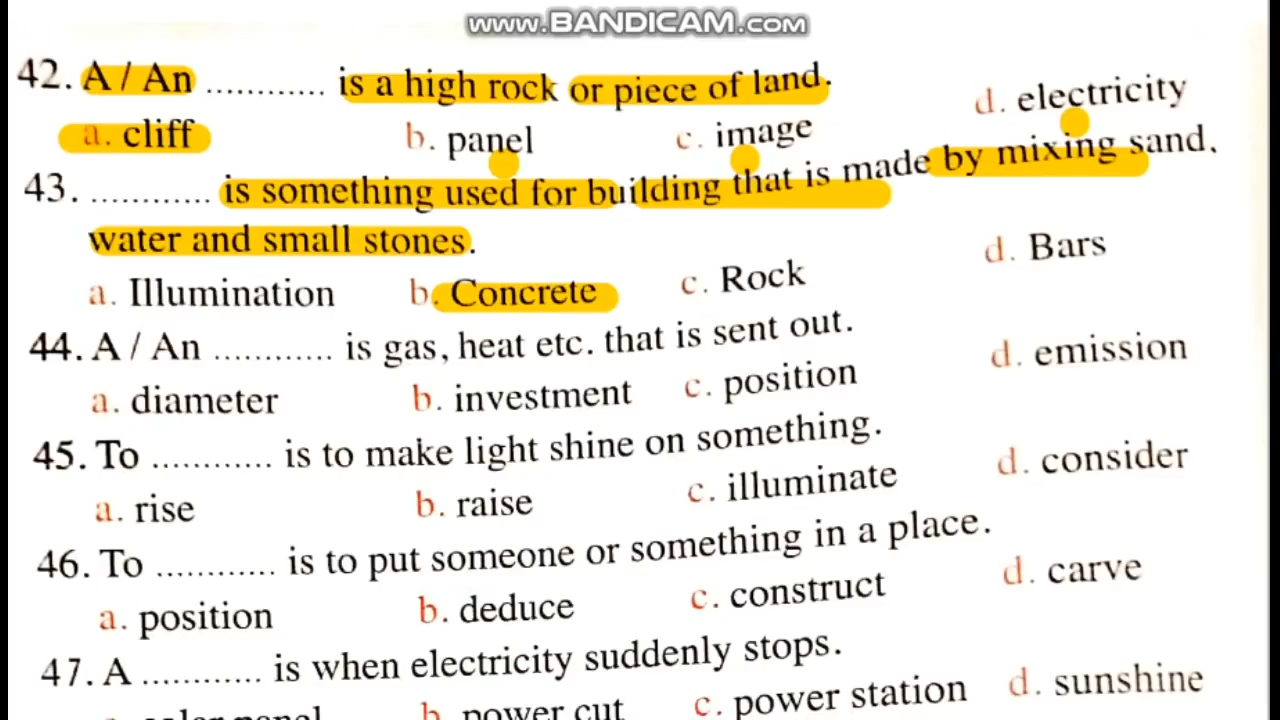 www.BANDICAM.com
42. A / An ............ is a high rock or piece of land.
a. cliff b. panel c. image d. electricity
43. ............ is something used for building that is made by mixing sand,
water and small stones.
a. Illumination b. Concrete c. Rock d. Bars
44. A / An ............ is gas, heat etc. that is sent out.
a. diameter b. investment c. position d. emission
45. To ............ is to make light shine on something.
a. rise b. raise c. illuminate d. consider
46. To ............ is to put someone or something in a place.
a. position b. deduce c. construct d. carve
47. A ............ is when electricity suddenly stops.
a. solar panel b. power cut c. power station d. sunshine